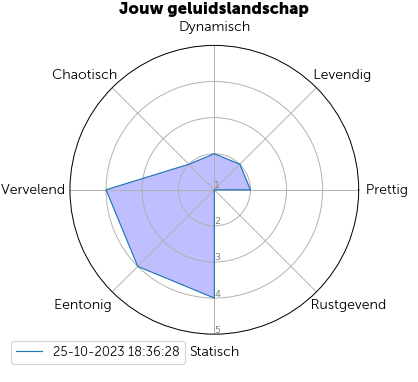 Jouw geluidslandschap
Dynamisch
Chaotisch
Levendig
Vervelend
1
Prettig
2
3
4
Eentonig
Rustgevend
5
25-10-2023 18:36:28
Statisch